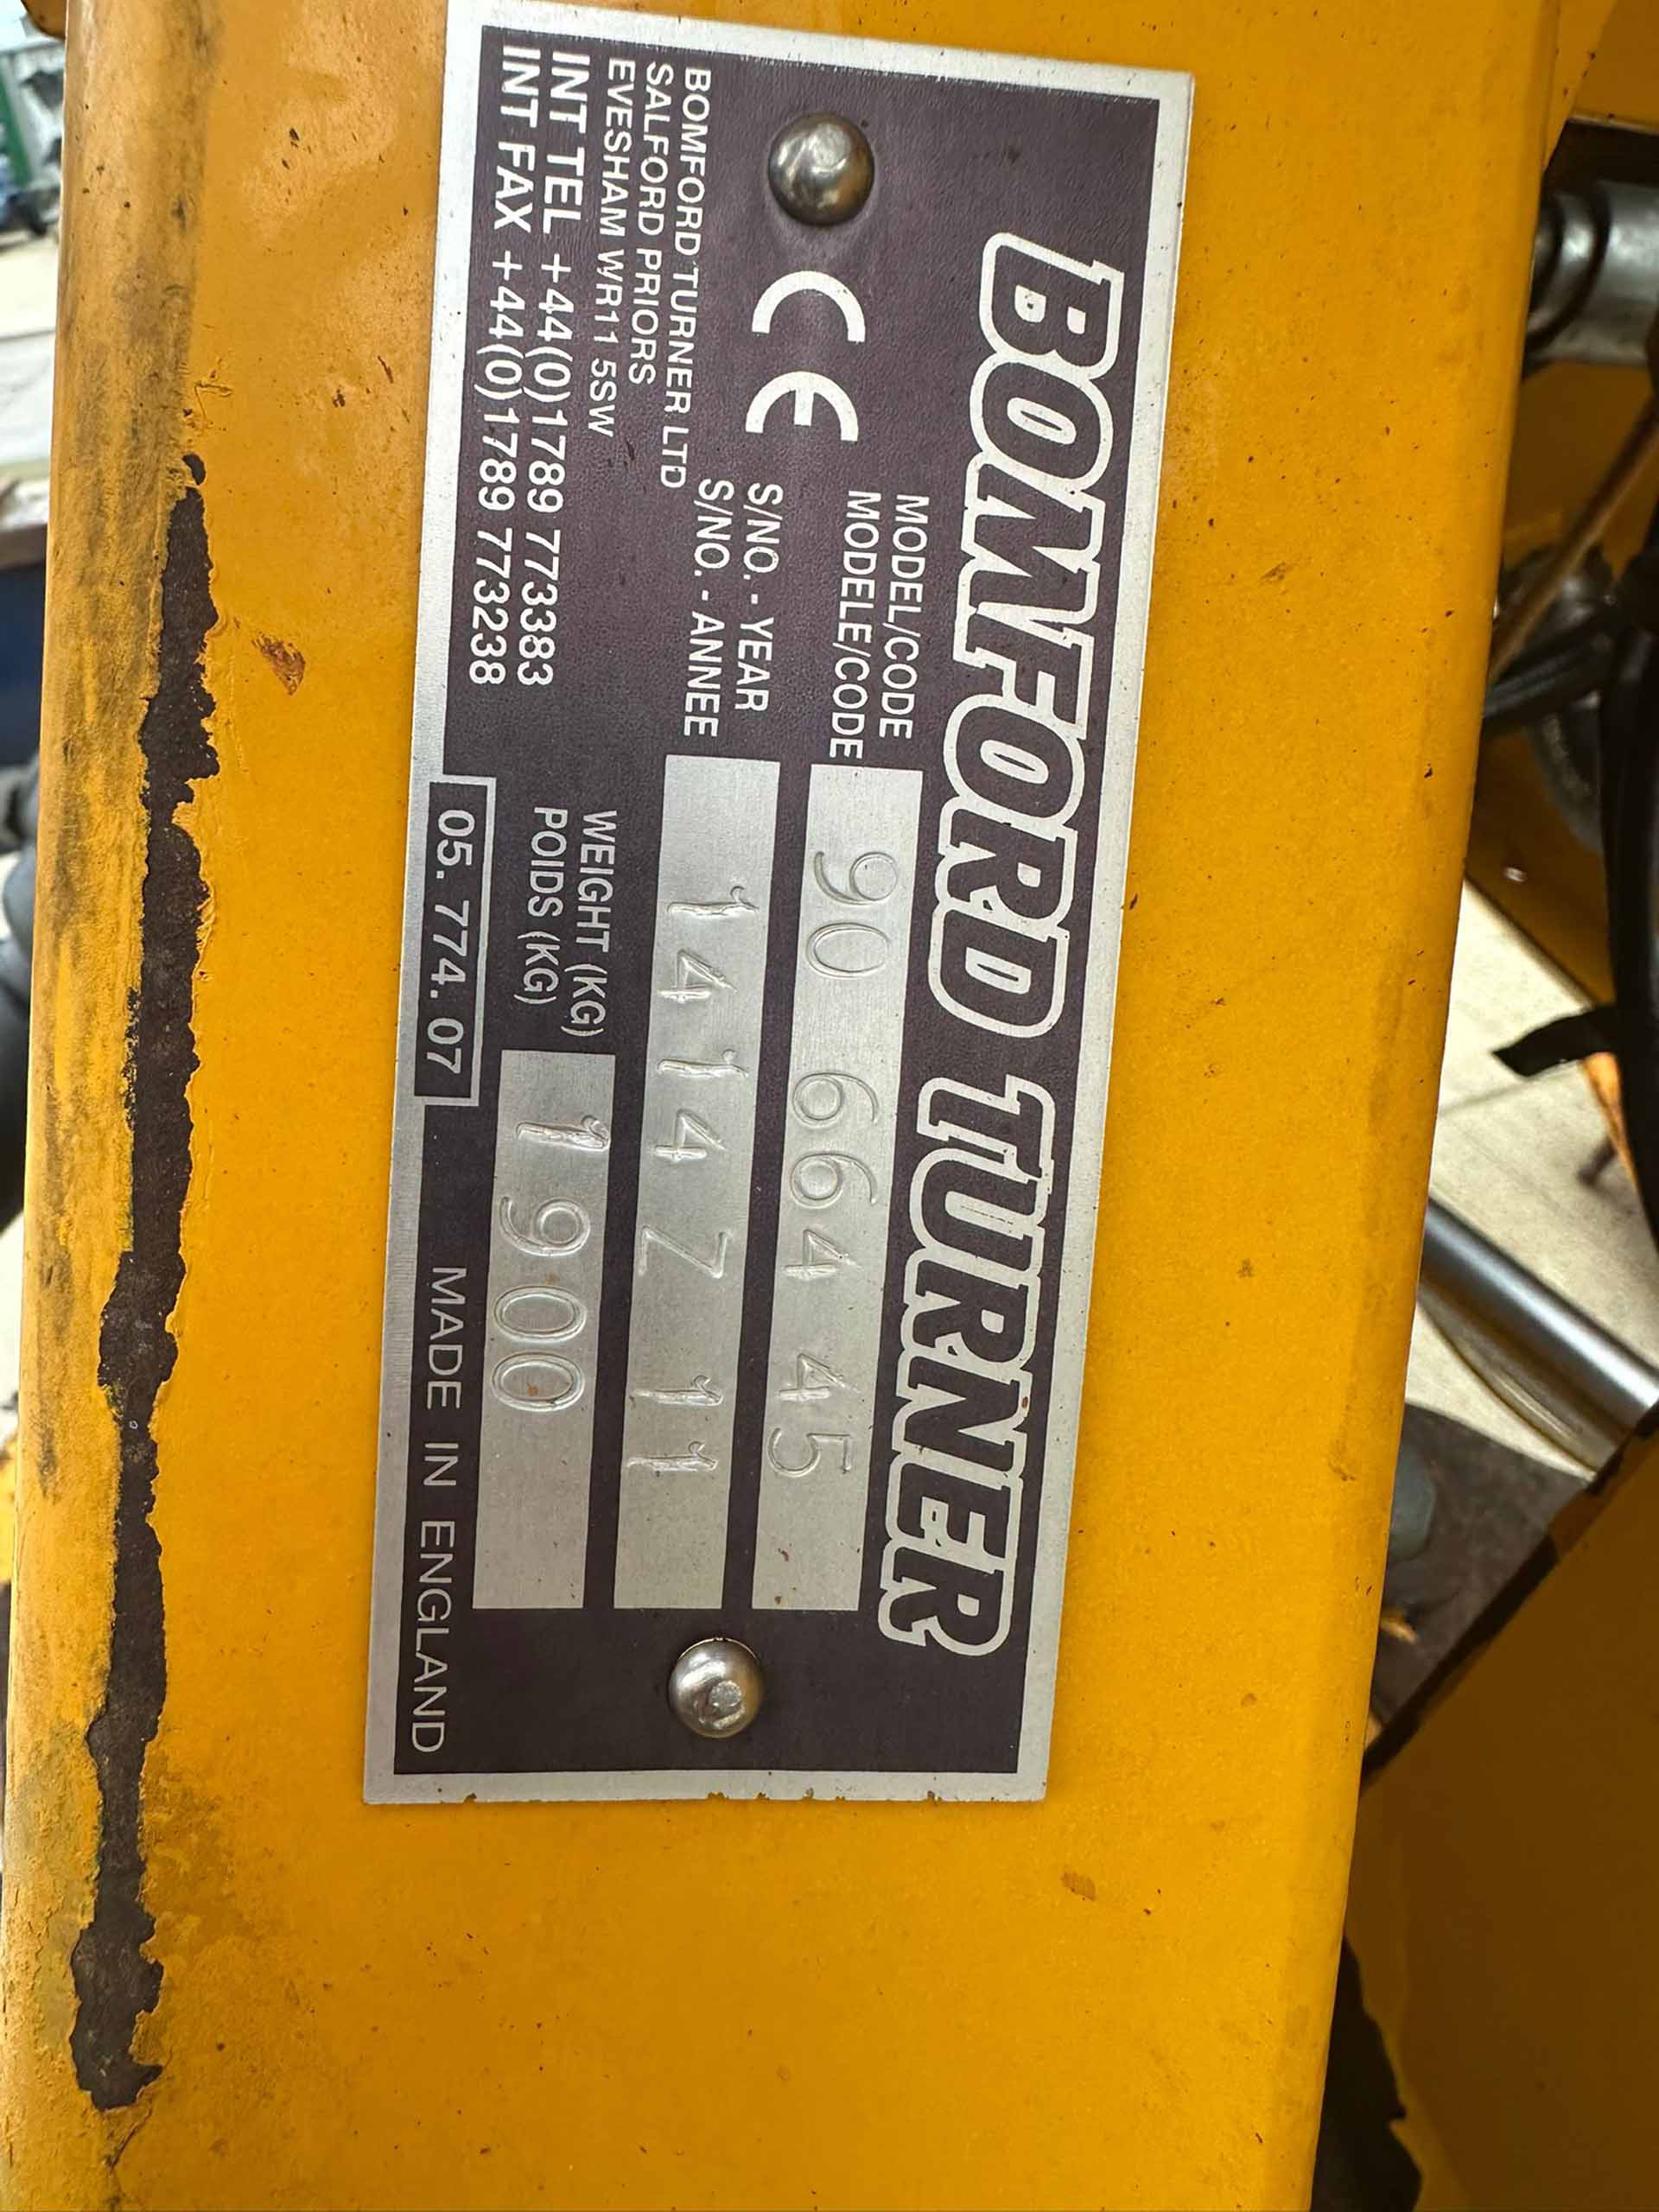 BOMFORD TURNER
CE
MODEL/CODE
MODELE/CODE
90 664 45
S/NO. - YEAR
S/NO. - ANNEE
1414 Z 11
BOMFORD TURNER LTD
SALFORD PRIORS
EVESHAM WR11 5SW
INT TEL +44(0)1789 773383
INT FAX +44(0)1789 773238
WEIGHT (KG)
POIDS (KG)
1900
05. 774. 07
MADE IN ENGLAND